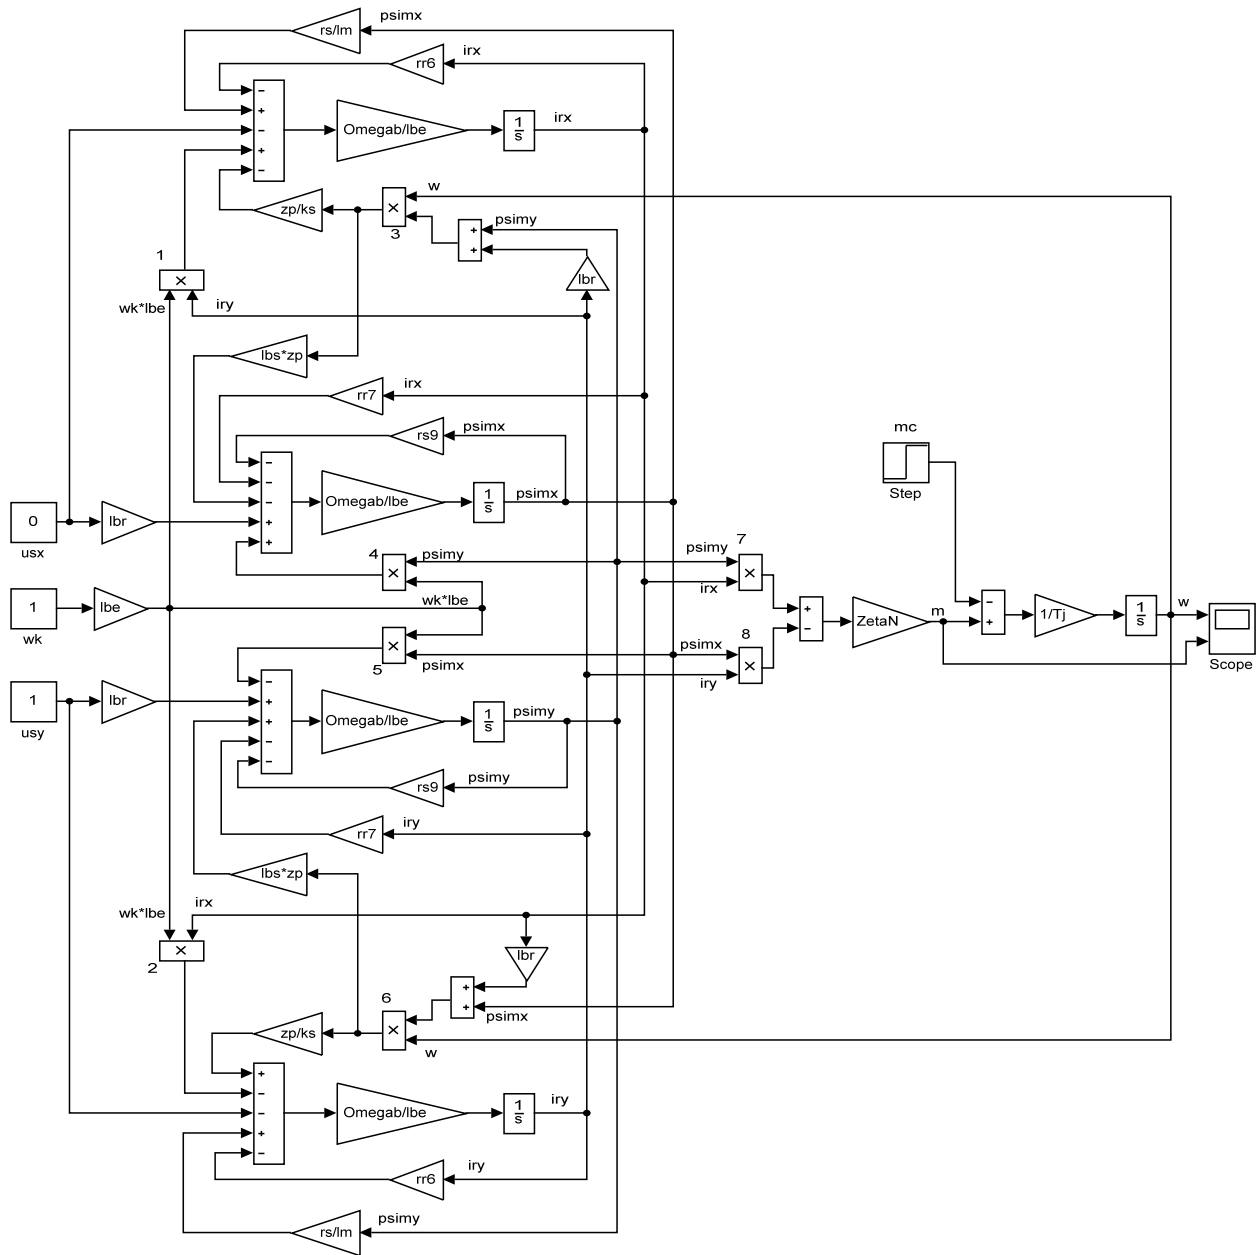 psimx
rs/lm
irx
rr6
−
+
−
+
−
Omegab/lbe
1
s
irx
w
zp/ks
×
3
psimy
+
+
lbr
1
×
wk*lbe
iry
lbs*zp
irx
rr7
psimx
rs9
−
−
−
+
+
Omegab/lbe
1
s
psimx
mc
Step
0
usx
lbr
4
×
psimy
psimy
7
×
irx
1
wk
lbe
wk*lbe
+
−
ZetaN
m
−
+
1/Tj
1
s
w
Scope
×
5
psimx
psimx
8
×
iry
1
usy
lbr
−
+
+
−
−
Omegab/lbe
1
s
psimy
psimy
rs9
iry
rr7
lbs*zp
wk*lbe
irx
×
2
lbr
+
+
psimx
6
×
zp/ks
w
+
−
−
+
−
Omegab/lbe
1
s
iry
iry
rr6
psimy
rs/lm